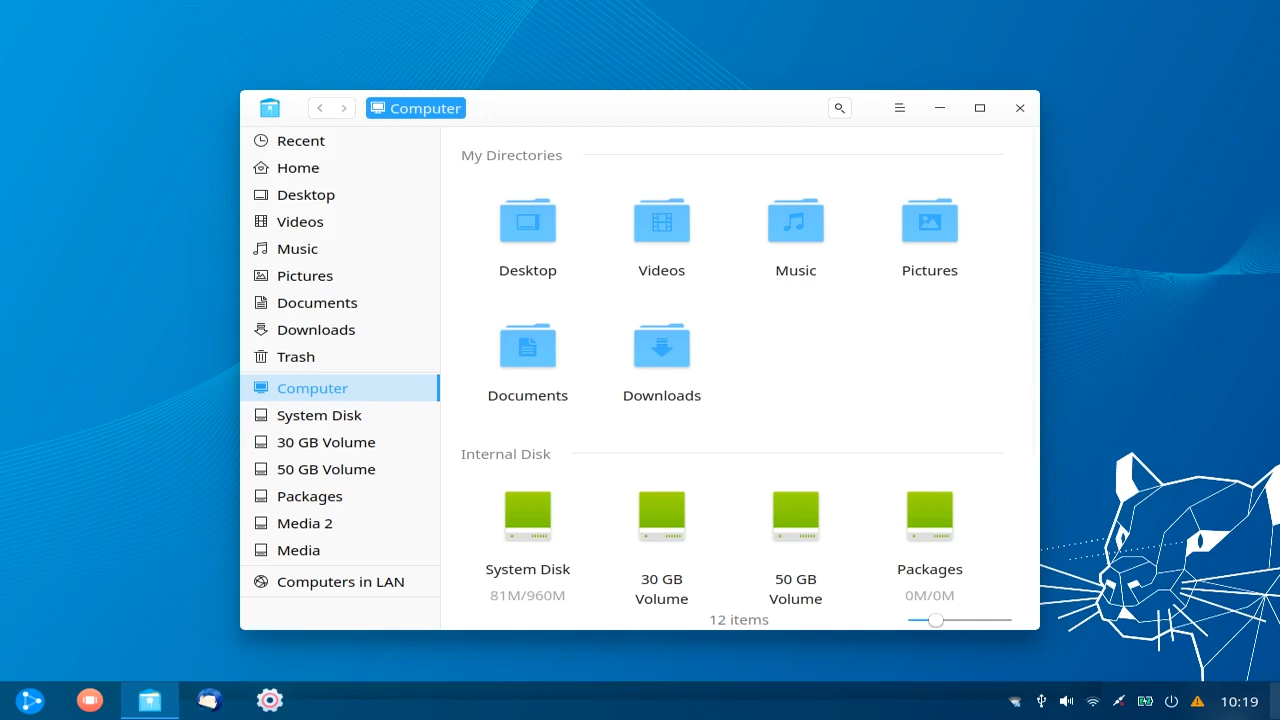 Computer
Recent
Home
Desktop
Videos
Music
Pictures
Documents
Downloads
Trash
Computer
System Disk
30 GB Volume
50 GB Volume
Packages
Media 2
Media
Computers in LAN
My Directories
Desktop
Videos
Music
Pictures
Documents
Downloads
Internal Disk
System Disk
81M/960M
30 GB
Volume
50 GB
Volume
Packages
0M/0M
12 items
10:19